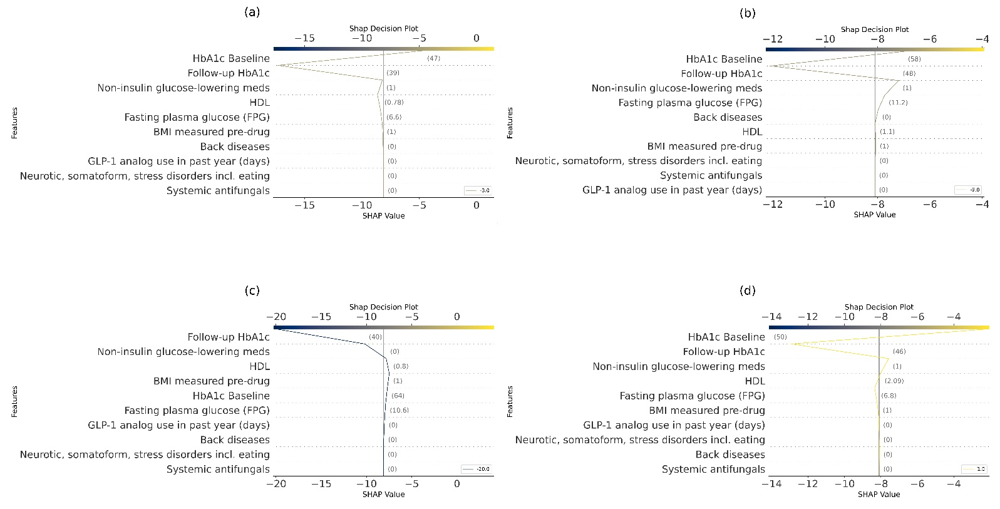 (a)
Shap Decision Plot
−15 −10 −5 0
HbA1c Baseline (47)
Follow-up HbA1c (39)
Non-insulin glucose-lowering meds (1)
HDL (0.78)
Fasting plasma glucose (FPG) (6.6)
BMI measured pre-drug (1)
Back diseases (0)
GLP-1 analog use in past year (days) (0)
Neurotic, somatoform, stress disorders incl. eating (0)
Systemic antifungals (0)
-3.0
Features
−15 −10 −5 0
SHAP Value
(b)
Shap Decision Plot
−12 −10 −8 −6 −4
HbA1c Baseline (58)
Follow-up HbA1c (48)
Non-insulin glucose-lowering meds (1)
Fasting plasma glucose (FPG) (11.2)
Back diseases (0)
HDL (1.1)
BMI measured pre-drug (1)
Neurotic, somatoform, stress disorders incl. eating (0)
Systemic antifungals (0)
GLP-1 analog use in past year (days) (0)
-9.0
Features
−12 −10 −8 −6 −4
SHAP Value
(c)
Shap Decision Plot
−20 −15 −10 −5 0
Follow-up HbA1c (40)
Non-insulin glucose-lowering meds (0)
HDL (0.8)
BMI measured pre-drug (1)
HbA1c Baseline (64)
Fasting plasma glucose (FPG) (10.6)
GLP-1 analog use in past year (days) (0)
Back diseases (0)
Neurotic, somatoform, stress disorders incl. eating (0)
Systemic antifungals (0)
-20.0
Features
−20 −15 −10 −5 0
SHAP Value
(d)
Shap Decision Plot
−14 −12 −10 −8 −6 −4
HbA1c Baseline (50)
Follow-up HbA1c (46)
Non-insulin glucose-lowering meds (1)
HDL (2.09)
Fasting plasma glucose (FPG) (6.8)
BMI measured pre-drug (1)
GLP-1 analog use in past year (days) (0)
Neurotic, somatoform, stress disorders incl. eating (0)
Back diseases (0)
Systemic antifungals (0)
1.0
Features
−14 −12 −10 −8 −6 −4
SHAP Value